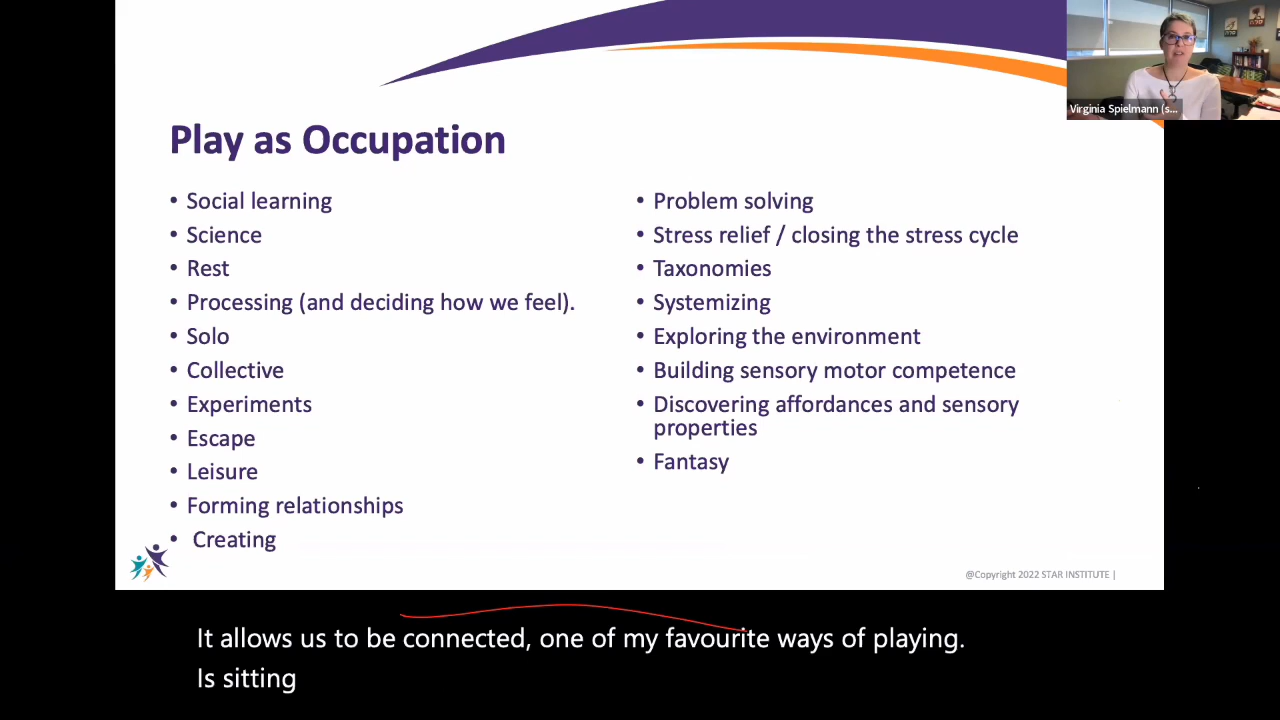 Virginia Spielmann (s...
Play as Occupation
• Social learning
• Science
• Rest
• Processing (and deciding how we feel).
• Solo
• Collective
• Experiments
• Escape
• Leisure
• Forming relationships
• Creating
• Problem solving
• Stress relief / closing the stress cycle
• Taxonomies
• Systemizing
• Exploring the environment
• Building sensory motor competence
• Discovering affordances and sensory
properties
• Fantasy
@Copyright 2022 STAR INSTITUTE |
It allows us to be connected, one of my favourite ways of playing.
Is sitting